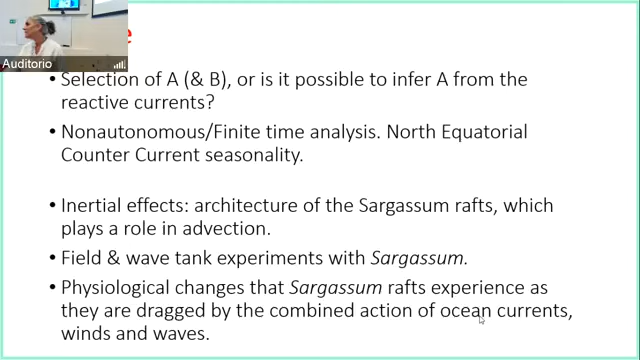 Auditorio
• Selection of A (& B), or is it possible to infer A from the
reactive currents?
• Nonautonomous/Finite time analysis. North Equatorial
Counter Current seasonality.
• Inertial effects: architecture of the Sargassum rafts, which
plays a role in advection.
• Field & wave tank experiments with Sargassum.
• Physiological changes that Sargassum rafts experience as
they are dragged by the combined action of ocean currents,
winds and waves.